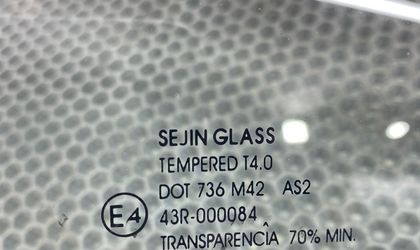 SEJIN GLASS
TEMPERED T4.0
DOT 736 M42 AS2
E4 43R-000084
TRANSPARENCIA 70% MIN.